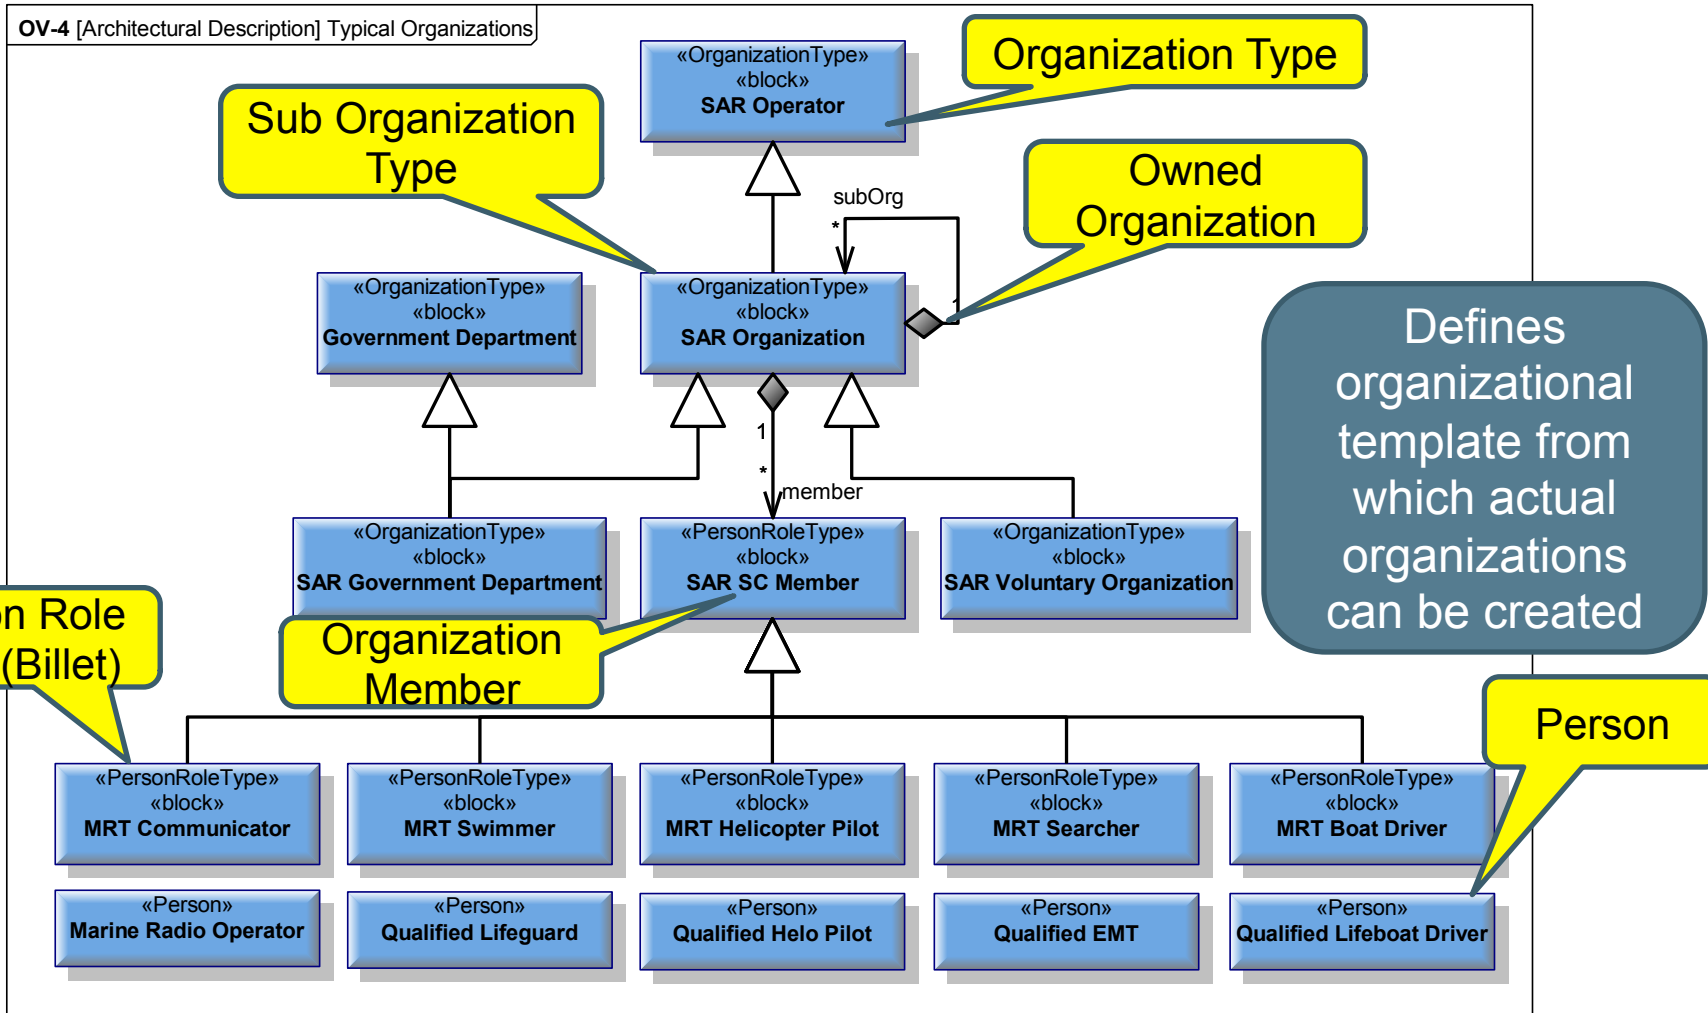 OV-4 [Architectural Description] Typical Organizations
«OrganizationType»
«block»
SAR Operator
Organization Type
Sub Organization
Type
Owned
Organization
subOrg
*
1
«OrganizationType»
«block»
Government Department
«OrganizationType»
«block»
SAR Organization
Defines
organizational
template from
which actual
organizations
can be created
1
*
member
«OrganizationType»
«block»
SAR Government Department
«PersonRoleType»
«block»
SAR SC Member
«OrganizationType»
«block»
SAR Voluntary Organization
on Role
(Billet)
Organization
Member
Person
«PersonRoleType»
«block»
MRT Communicator
«PersonRoleType»
«block»
MRT Swimmer
«PersonRoleType»
«block»
MRT Helicopter Pilot
«PersonRoleType»
«block»
MRT Searcher
«PersonRoleType»
«block»
MRT Boat Driver
«Person»
Marine Radio Operator
«Person»
Qualified Lifeguard
«Person»
Qualified Helo Pilot
«Person»
Qualified EMT
«Person»
Qualified Lifeboat Driver